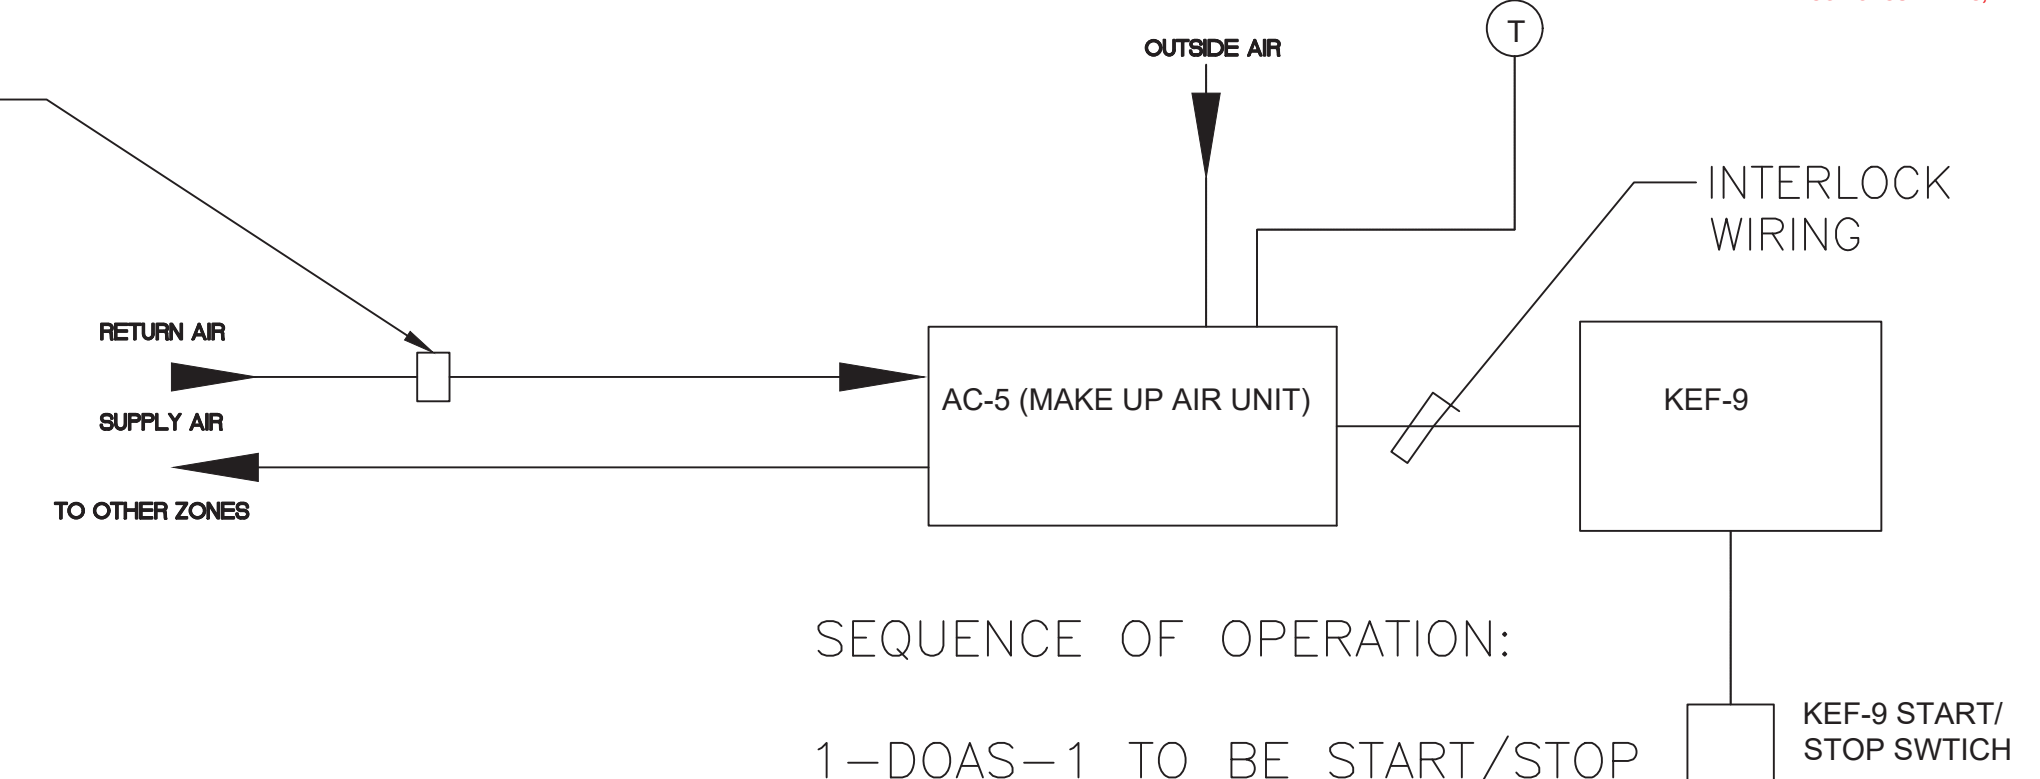 OUTSIDE AIR
T
INTERLOCK
WIRING
RETURN AIR
AC-5 (MAKE UP AIR UNIT)
KEF-9
SUPPLY AIR
TO OTHER ZONES
SEQUENCE OF OPERATION:
KEF-9 START/
STOP SWTICH
1-DOAS-1 TO BE START/STOP